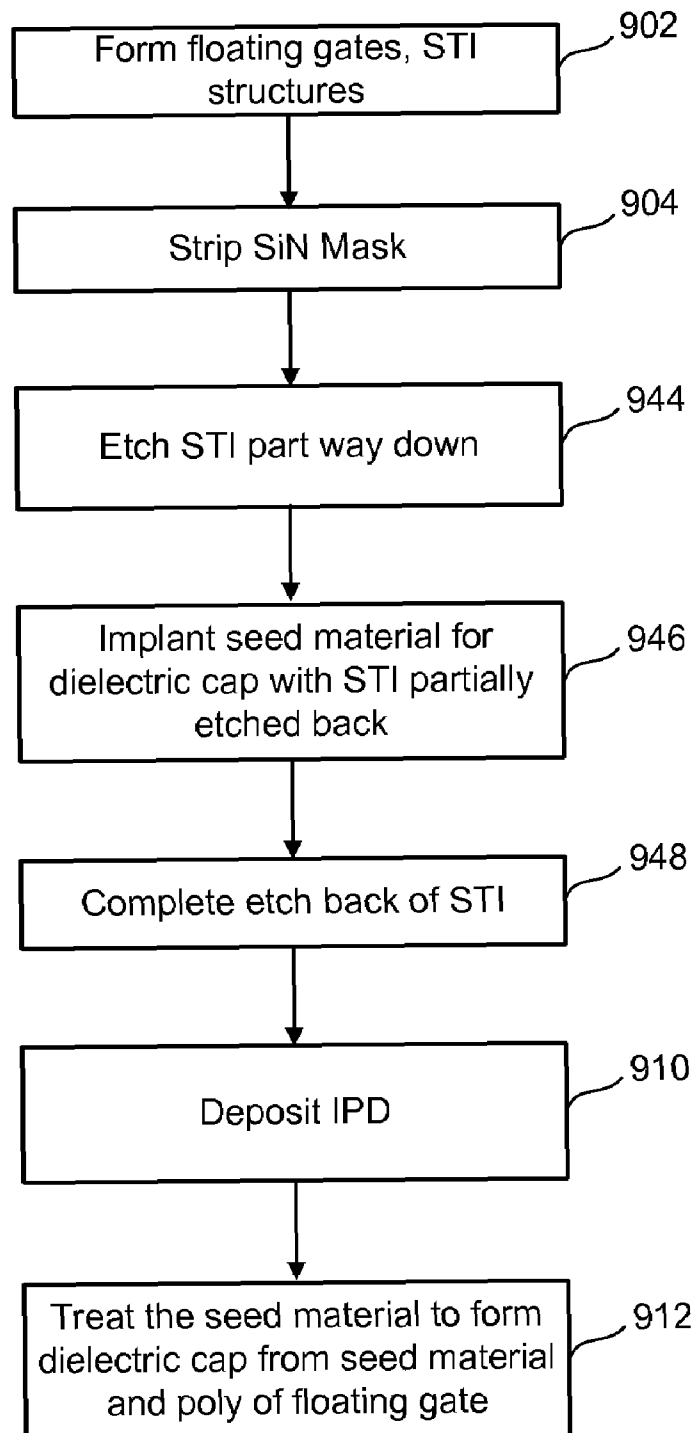 902
Form floating gates, STI
structures
904
Strip SiN Mask
944
Etch STI part way down
946
Implant seed material for
dielectric cap with STI partially
etched back
948
Complete etch back of STI
910
Deposit IPD
912
Treat the seed material to form
dielectric cap from seed material
and poly of floating gate